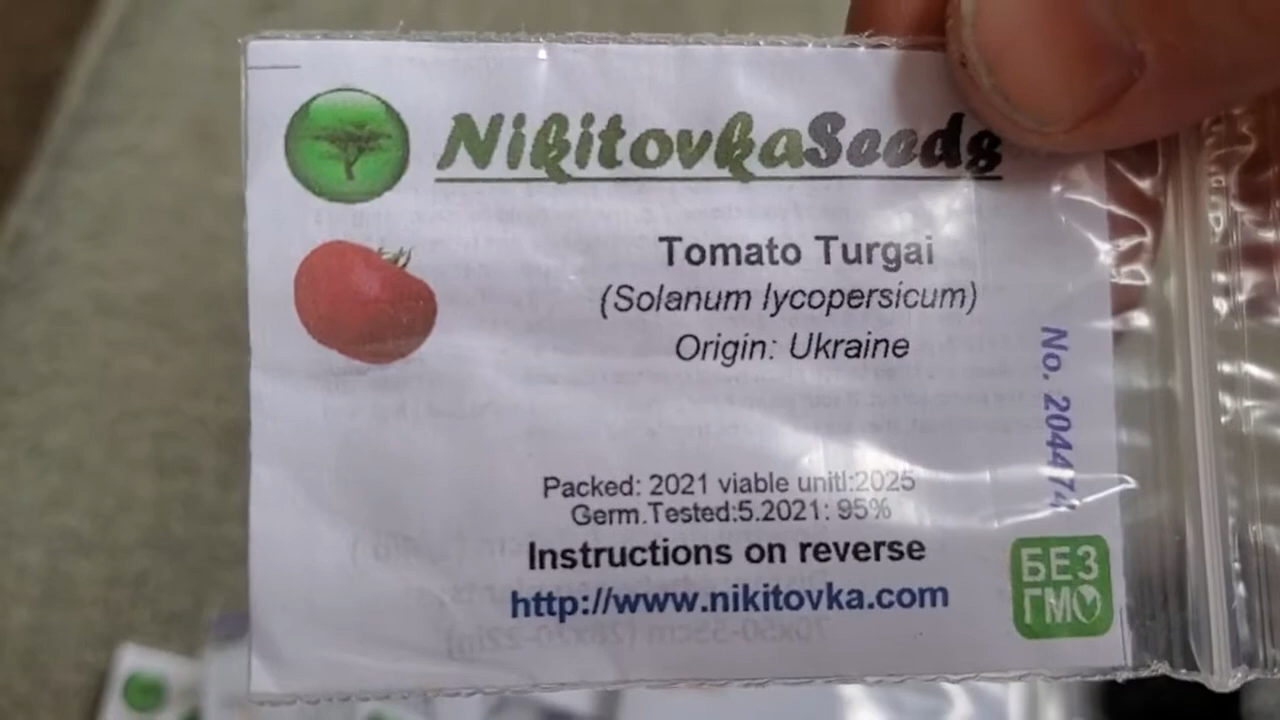 NikitovkaSeeds
Tomato Turgai
(Solanum lycopersicum)
Origin: Ukraine
No. 204474
Packed: 2021 viable unitl:2025
Germ.Tested:5.2021: 95%
Instructions on reverse
http://www.nikitovka.com
БЕЗ
ГМО